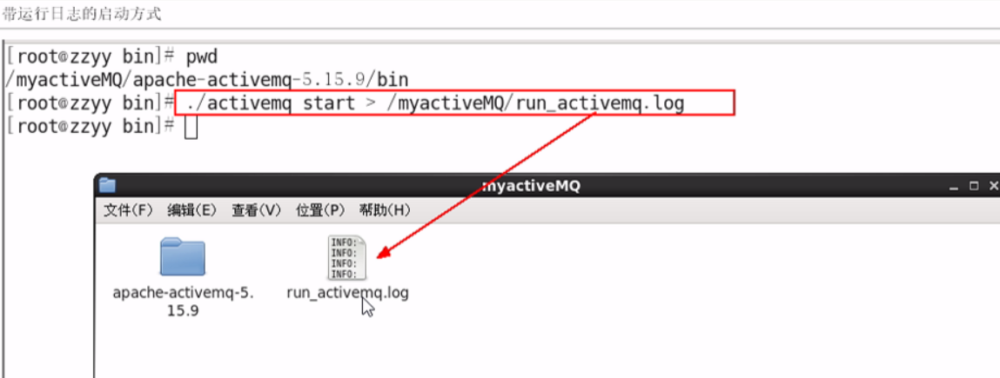 带运行日志的启动方式
[root@zzyy bin]# pwd
/myactiveMQ/apache-activemq-5.15.9/bin
[root@zzyy bin]# ./activemq start > /myactiveMQ/run_activemq.log
[root@zzyy bin]#
myactiveMQ
文件(F) 编辑(E) 查看(V) 位置(P) 帮助(H)
INFO:
INFO:
INFO:
INFO:
apache-activemq-5. run_activemq.log
15.9